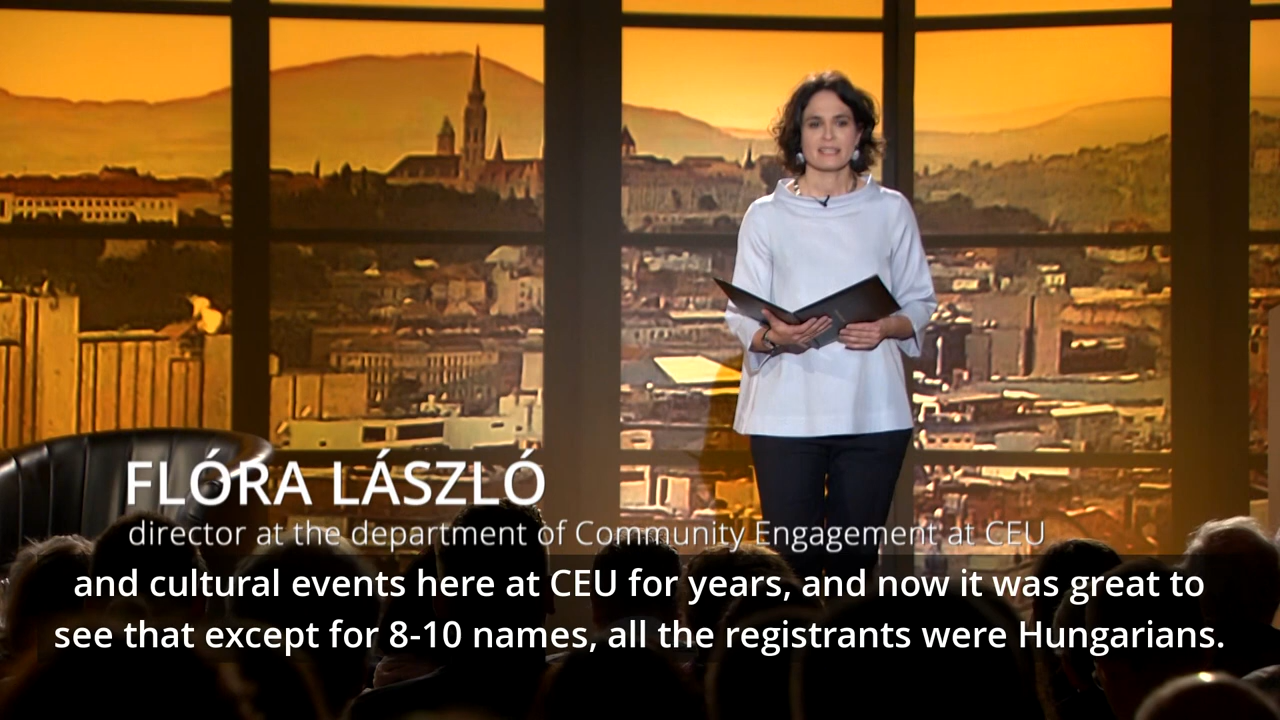 FLÓRA LÁSZLÓ
director at the department of Community Engagement at CEU
and cultural events here at CEU for years, and now it was great to
see that except for 8-10 names, all the registrants were Hungarians.